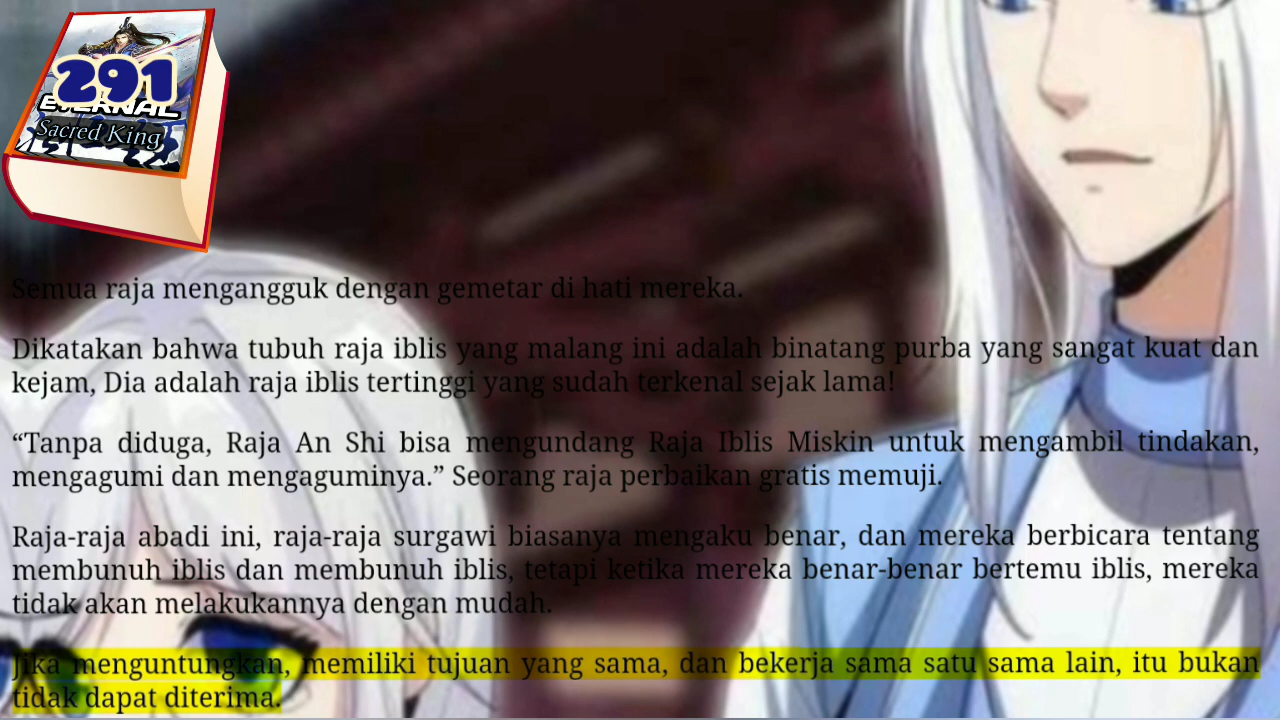 291
ETERNAL
Sacred King
Semua raja mengangguk dengan gemetar di hati mereka.
Dikatakan bahwa tubuh raja iblis yang malang ini adalah binatang purba yang sangat kuat dan
kejam, Dia adalah raja iblis tertinggi yang sudah terkenal sejak lama!
“Tanpa diduga, Raja An Shi bisa mengundang Raja Iblis Miskin untuk mengambil tindakan,
mengagumi dan mengaguminya.” Seorang raja perbaikan gratis memuji.
Raja-raja abadi ini, raja-raja surgawi biasanya mengaku benar, dan mereka berbicara tentang
membunuh iblis dan membunuh iblis, tetapi ketika mereka benar-benar bertemu iblis, mereka
tidak akan melakukannya dengan mudah.
Jika menguntungkan, memiliki tujuan yang sama, dan bekerja sama satu sama lain, itu bukan
tidak dapat diterima.